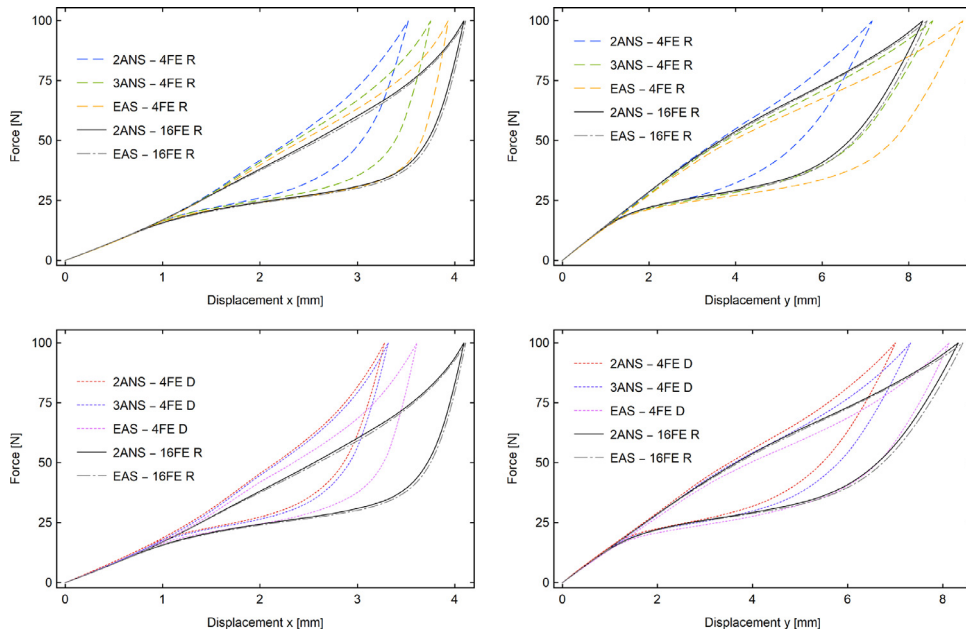 100
75
50
25
0
Force [N]
2ANS – 4FE R
3ANS – 4FE R
EAS – 4FE R
2ANS – 16FE R
EAS – 16FE R
0 1 2 3 4
Displacement x [mm]
100
75
50
25
0
Force [N]
2ANS – 4FE R
3ANS – 4FE R
EAS – 4FE R
2ANS – 16FE R
EAS – 16FE R
0 2 4 6 8
Displacement y [mm]
100
75
50
25
0
Force [N]
2ANS – 4FE D
3ANS – 4FE D
EAS – 4FE D
2ANS – 16FE R
EAS – 16FE R
0 1 2 3 4
Displacement x [mm]
100
75
50
25
0
Force [N]
2ANS – 4FE D
3ANS – 4FE D
EAS – 4FE D
2ANS – 16FE R
EAS – 16FE R
0 2 4 6 8
Displacement y [mm]